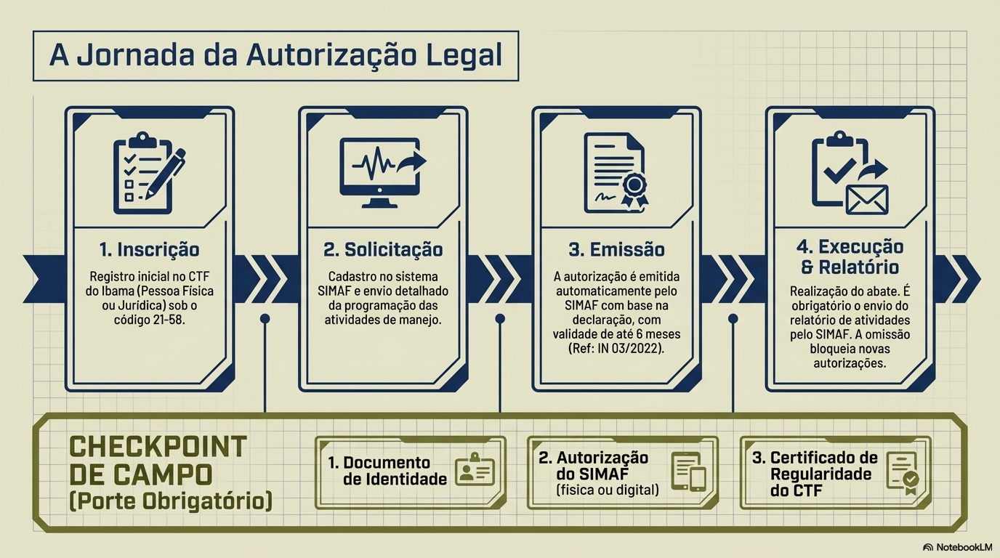 A Jornada da Autorização Legal
1. Inscrição
Registro inicial no CTF
do Ibama (Pessoa Física
ou Jurídica) sob o
código 21-58.
2. Solicitação
Cadastro no sistema
SIMAF e envio detalhado
da programação das
atividades de manejo.
3. Emissão
A autorização é emitida
automaticamente pelo
SIMAF com base na
declaração, com
validade de até 6 meses
(Ref: IN 03/2022).
4. Execução
& Relatório
Realização do abate. É
obrigatório o envio do
relatório de atividades
pelo SIMAF. A omissão
bloqueia novas
autorizações.
CHECKPOINT
DE CAMPO
(Porte Obrigatório)
1. Documento
de Identidade
2. Autorização
do SIMAF
(fisica ou digital)
3. Certificado de
Regularidade
do CTF
NotebookLM